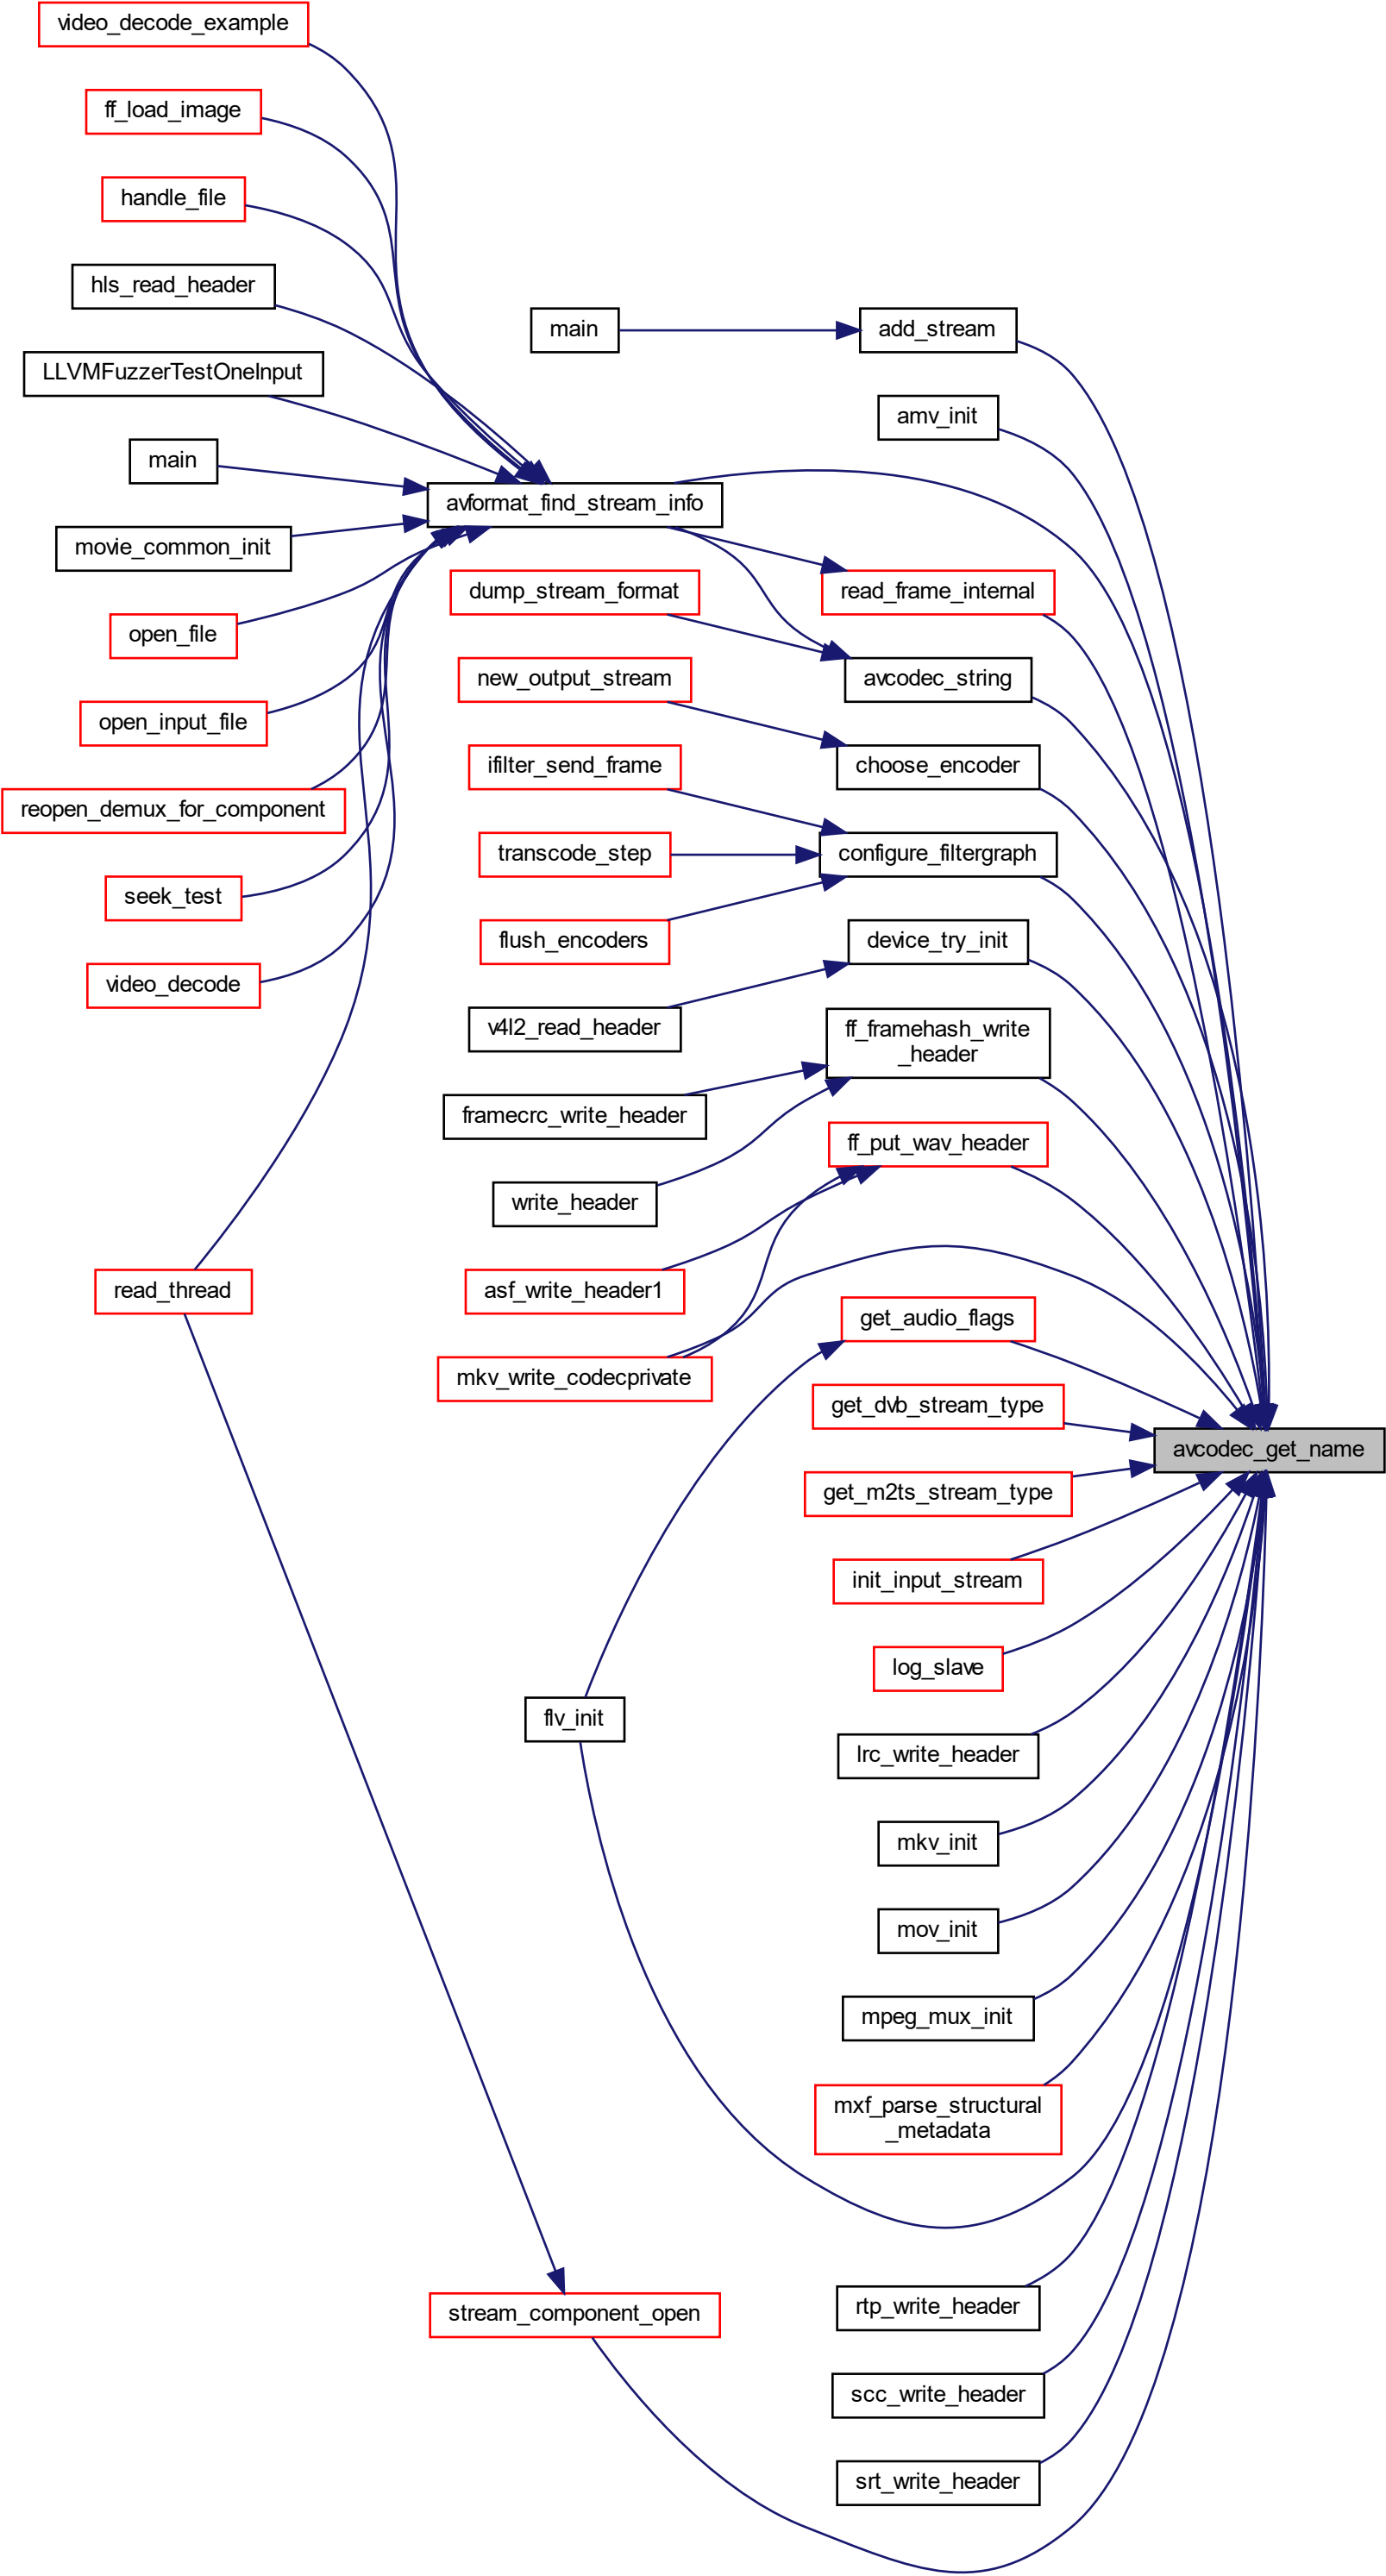 video_decode_example
ff_load_image
handle_file
hls_read_header
LLVMFuzzerTestOneInput
main
movie_common_init
open_file
open_input_file
reopen_demux_for_component
seek_test
video_decode
read_thread
main
avformat_find_stream_info
dump_stream_format
new_output_stream
ifilter_send_frame
transcode_step
flush_encoders
v4l2_read_header
framecrc_write_header
write_header
asf_write_header1
mkv_write_codecprivate
flv_init
stream_component_open
add_stream
amv_init
read_frame_internal
avcodec_string
choose_encoder
configure_filtergraph
device_try_init
ff_framehash_write
_header
ff_put_wav_header
get_audio_flags
get_dvb_stream_type
get_m2ts_stream_type
init_input_stream
log_slave
lrc_write_header
mkv_init
mov_init
mpeg_mux_init
mxf_parse_structural
_metadata
rtp_write_header
scc_write_header
srt_write_header
avcodec_get_name